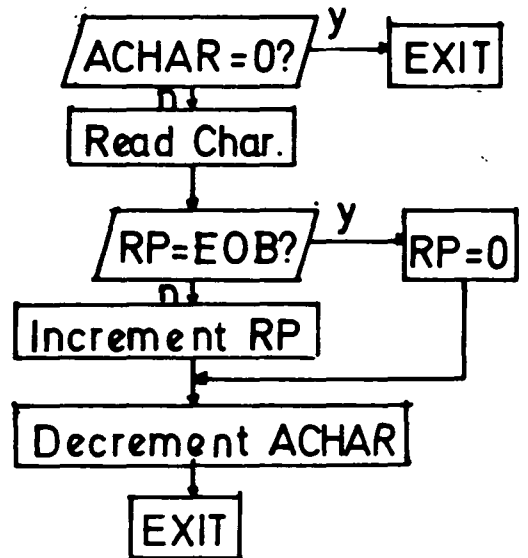 ACHAR=0?
y
EXIT
n
Read Char.
RP=EOB?
y
RP=0
n
Increment RP
Decrement ACHAR
EXIT